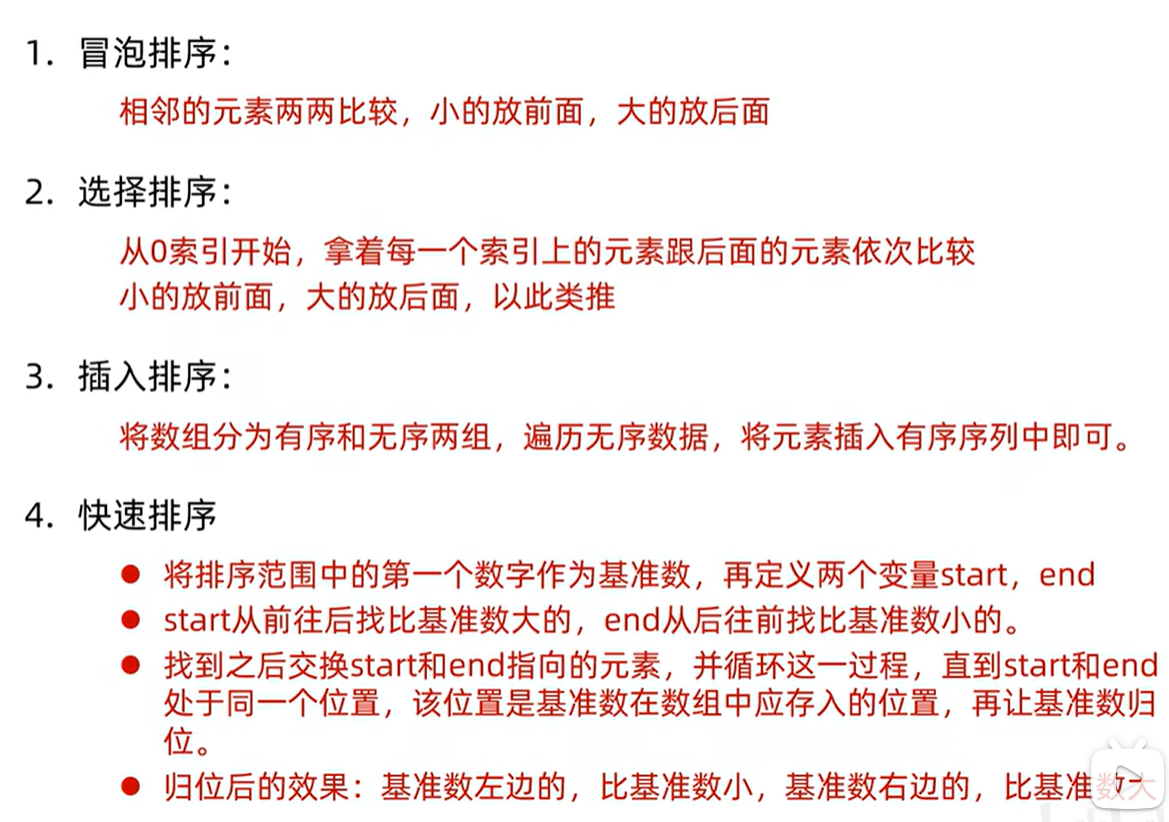 1. 冒泡排序：
相邻的元素两两比较，小的放前面，大的放后面
2. 选择排序：
从0索引开始，拿着每一个索引上的元素跟后面的元素依次比较
小的放前面，大的放后面，以此类推
3. 插入排序：
将数组分为有序和无序两组，遍历无序数据，将元素插入有序序列中即可。
4. 快速排序
● 将排序范围中的第一个数字作为基准数，再定义两个变量start，end
● start从前往后找比基准数大的，end从后往前找比基准数小的。
● 找到之后交换start和end指向的元素，并循环这一过程，直到start和end
处于同一个位置，该位置是基准数在数组中应存入的位置，再让基准数归
位。
● 归位后的效果：基准数左边的，比基准数小，基准数右边的，比基准数大